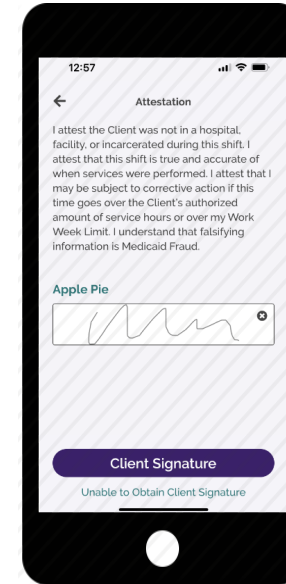 12:57
Attestation
I attest the Client was not in a hospital,
facility, or incarcerated during this shift. I
attest that this shift is true and accurate of
when services were performed. I attest that I
may be subject to corrective action if this
time goes over the Client's authorized
amount of service hours or over my Work
Week Limit. I understand that falsifying
information is Medicaid Fraud.
Apple Pie
Client Signature
Unable to Obtain Client Signature